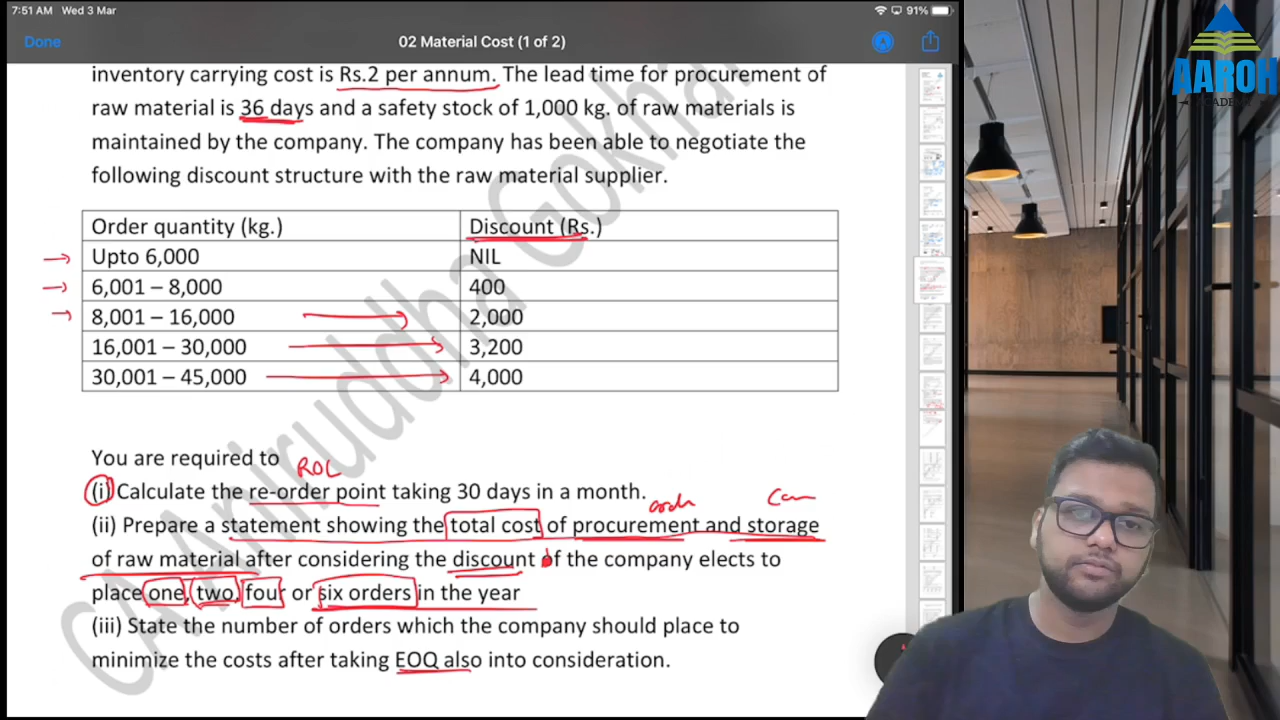 7:51 AM Wed 3 Mar
91%
Done
02 Material Cost (1 of 2)
AAROH
ACADEMY
inventory carrying cost is Rs.2 per annum. The lead time for procurement of
raw material is 36 days and a safety stock of 1,000 kg. of raw materials is
maintained by the company. The company has been able to negotiate the
following discount structure with the raw material supplier.
Order quantity (kg.) Discount (Rs.)
Upto 6,000 NIL
6,001 – 8,000 400
8,001 – 16,000 2,000
16,001 – 30,000 3,200
30,001 – 45,000 4,000
You are required to
ROL
(i) Calculate the re-order point taking 30 days in a month.
(ii) Prepare a statement showing the total cost of procurement and storage
of raw material after considering the discount of the company elects to
place one, two, four or six orders in the year
(iii) State the number of orders which the company should place to
minimize the costs after taking EOQ also into consideration.
CA Aniruddha Gokhal